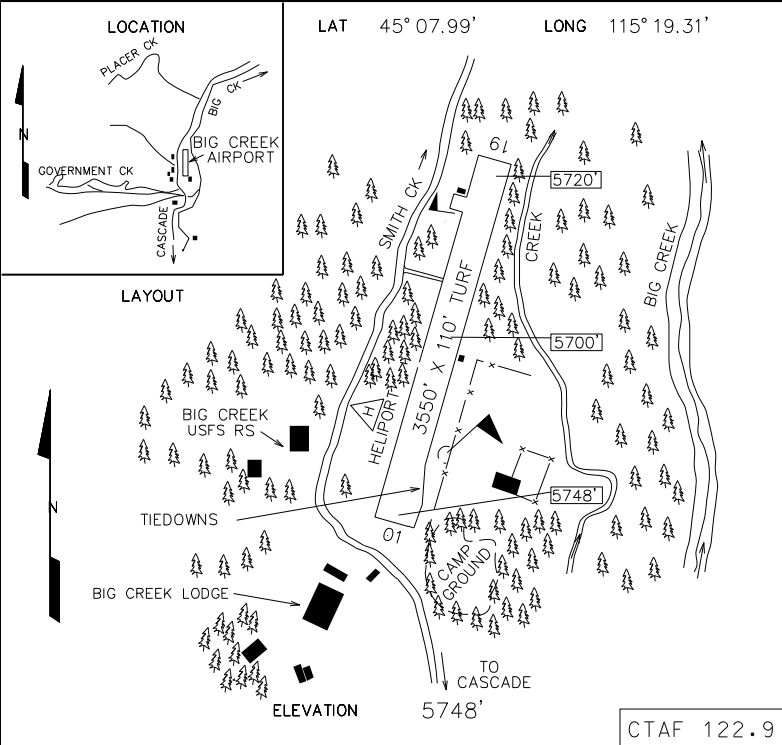 LOCATION
LAT 45° 07.99' LONG 115° 19.31'
PLACER CK
BIG CK
N
BIG CREEK
AIRPORT
GOVERNMENT CK
CASCADE
LAYOUT
19
5720'
SMITH CK
CREEK
BIG CREEK
3550' X 110' TURF
5700'
H
HELIPORT
BIG CREEK
USFS RS
N
5748'
TIEDOWNS
01
CAMP
GROUND
BIG CREEK LODGE
TO
CASCADE
ELEVATION 5748'
CTAF 122.9